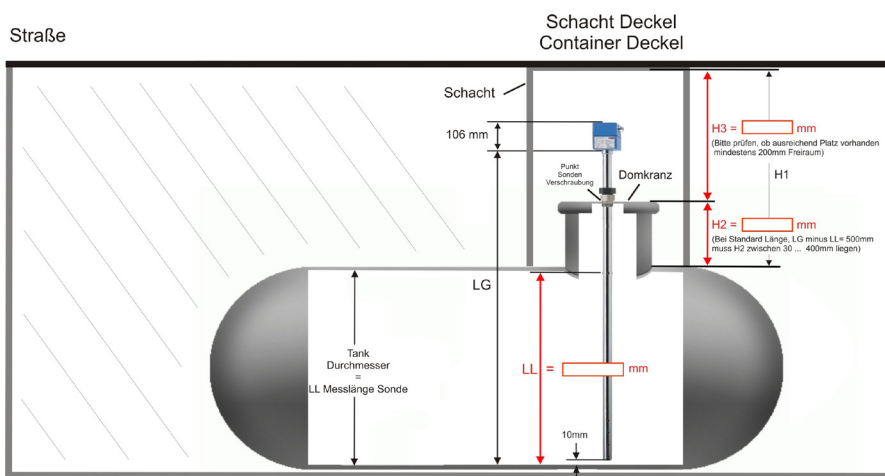 Straße
Schacht Deckel
Container Deckel
Schacht
106 mm
H3 = mm
(Bitte prüfen, ob ausreichend Platz vorhanden
mindestens 200mm Freiraum)
H1
Punkt
Sonden
Verschraubung
Domkranz
H2 = mm
(Bei Standard Länge, LG minus LL= 500mm
muss H2 zwischen 30 ... 400mm liegen)
LG
Tank
Durchmesser
=
LL Messlänge Sonde
LL = mm
10mm